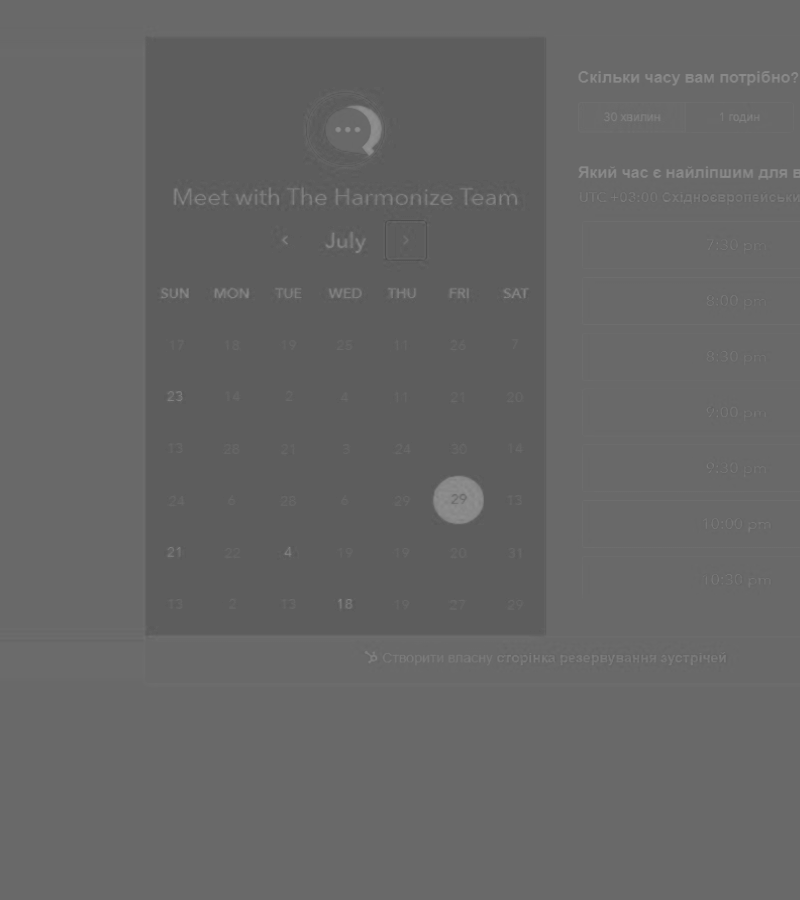 Meet with The Harmonize Team
July
SUN MON TUE WED THU FRI SAT
17 18 19 25 11 26 7
23 14 2 4 11 21 20
13 28 21 3 24 30 14
24 6 28 6 29 29 13
21 22 4 19 19 20 31
13 2 13 18 19 27 29
Скільки часу вам потрібно?
30 хвилин 1 годин
Який час є найліпшим для в
UTC +03:00 Східноєвропейськи
7:30 pm
8:00 pm
8:30 pm
9:00 pm
9:30 pm
10:00 pm
10:30 pm
Створити власну сторінка резервування зустрічей